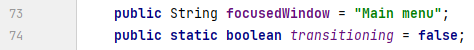 73 public String focusedWindow = "Main menu";
74 public static boolean transitioning = false;